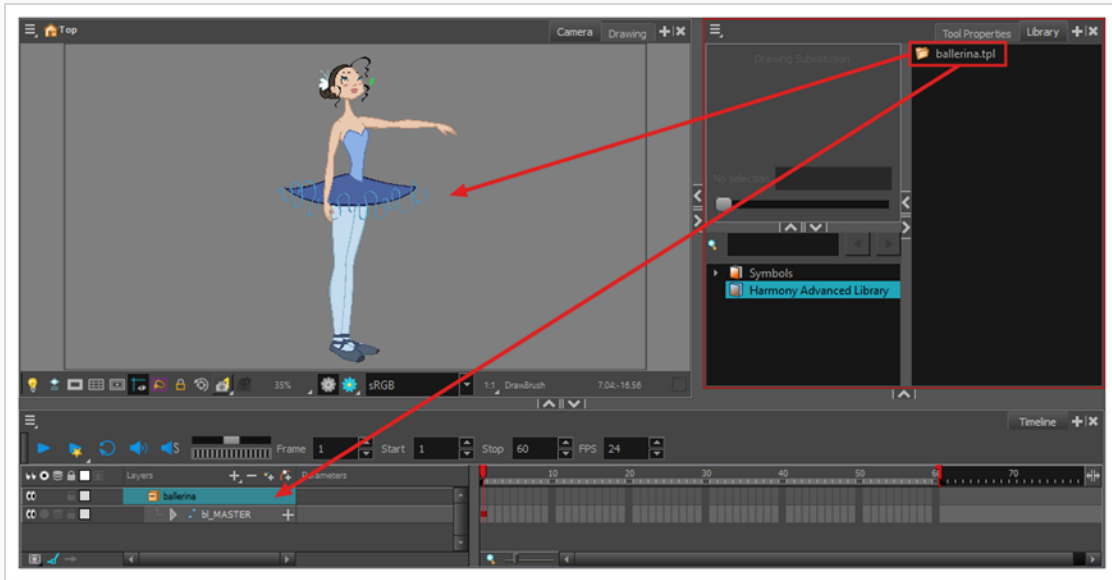 Top
Camera Drawing
Tool Properties Library
Drawing Substitution
ballerina.tpl
No selection
Symbols
Harmony Advanced Library
35% sRGB 1:1 DrawBrush 7.04:-16.56
Timeline
Frame 1 Start 1 Stop 60 FPS 24
Layers Parameters 10 20 30 40 50 60 70
ballerina
bl_MASTER